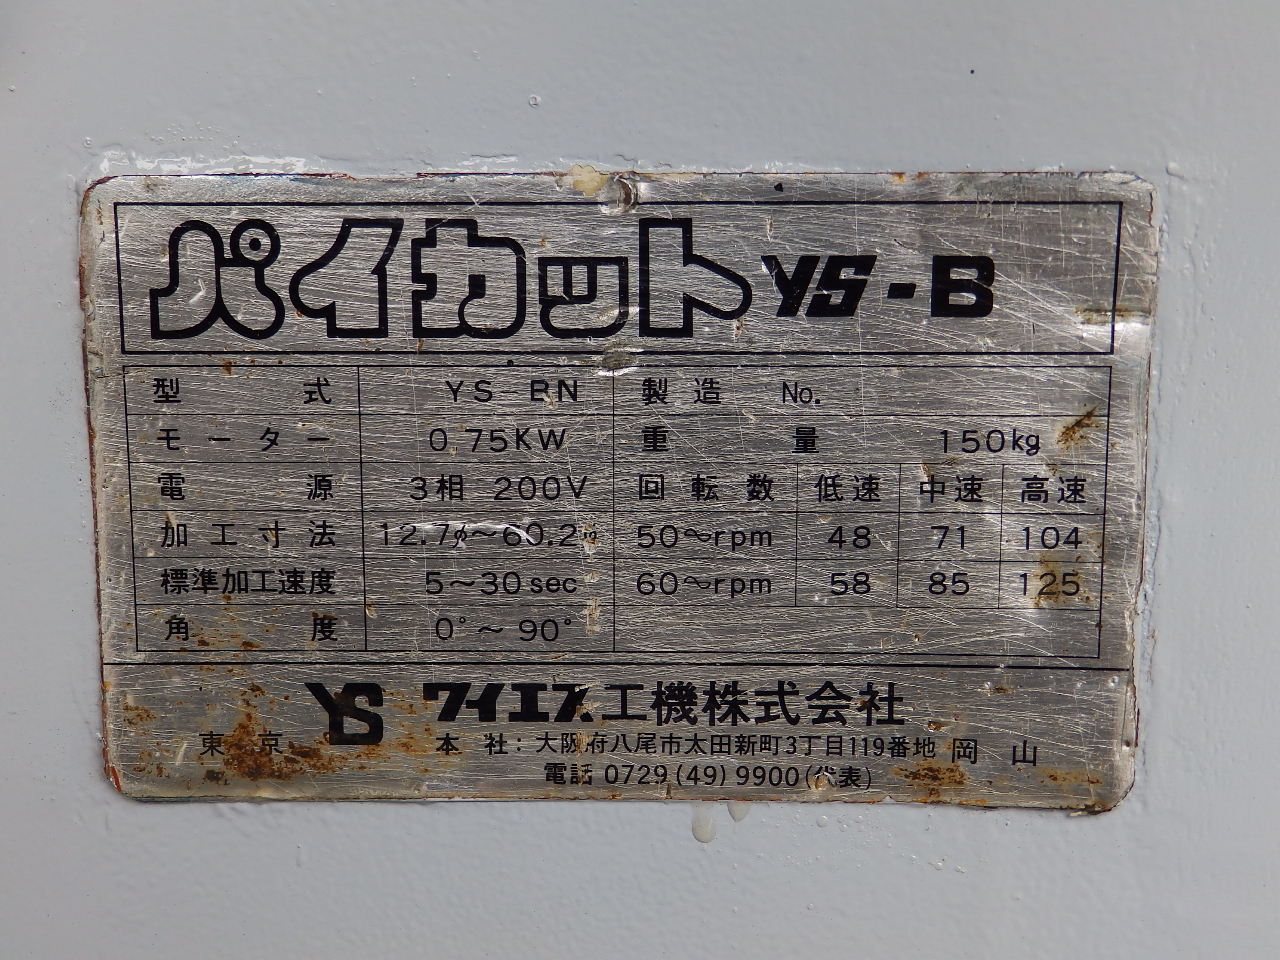 パイカット YS-B
型式 YS-BN 製造 No.
モーター 0.75KW 重量 150kg
電源 3相 200V 回転数 低速 中速 高速
加工寸法 12.7φ～60.2 50～rpm 48 71 104
標準加工速度 5～30sec 60～rpm 58 85 125
角度 0°～90°
YS ワイエス工機株式会社
東京 本社：大阪府八尾市太田新町3丁目119番地 岡山
電話 0729(49)9900(代表)